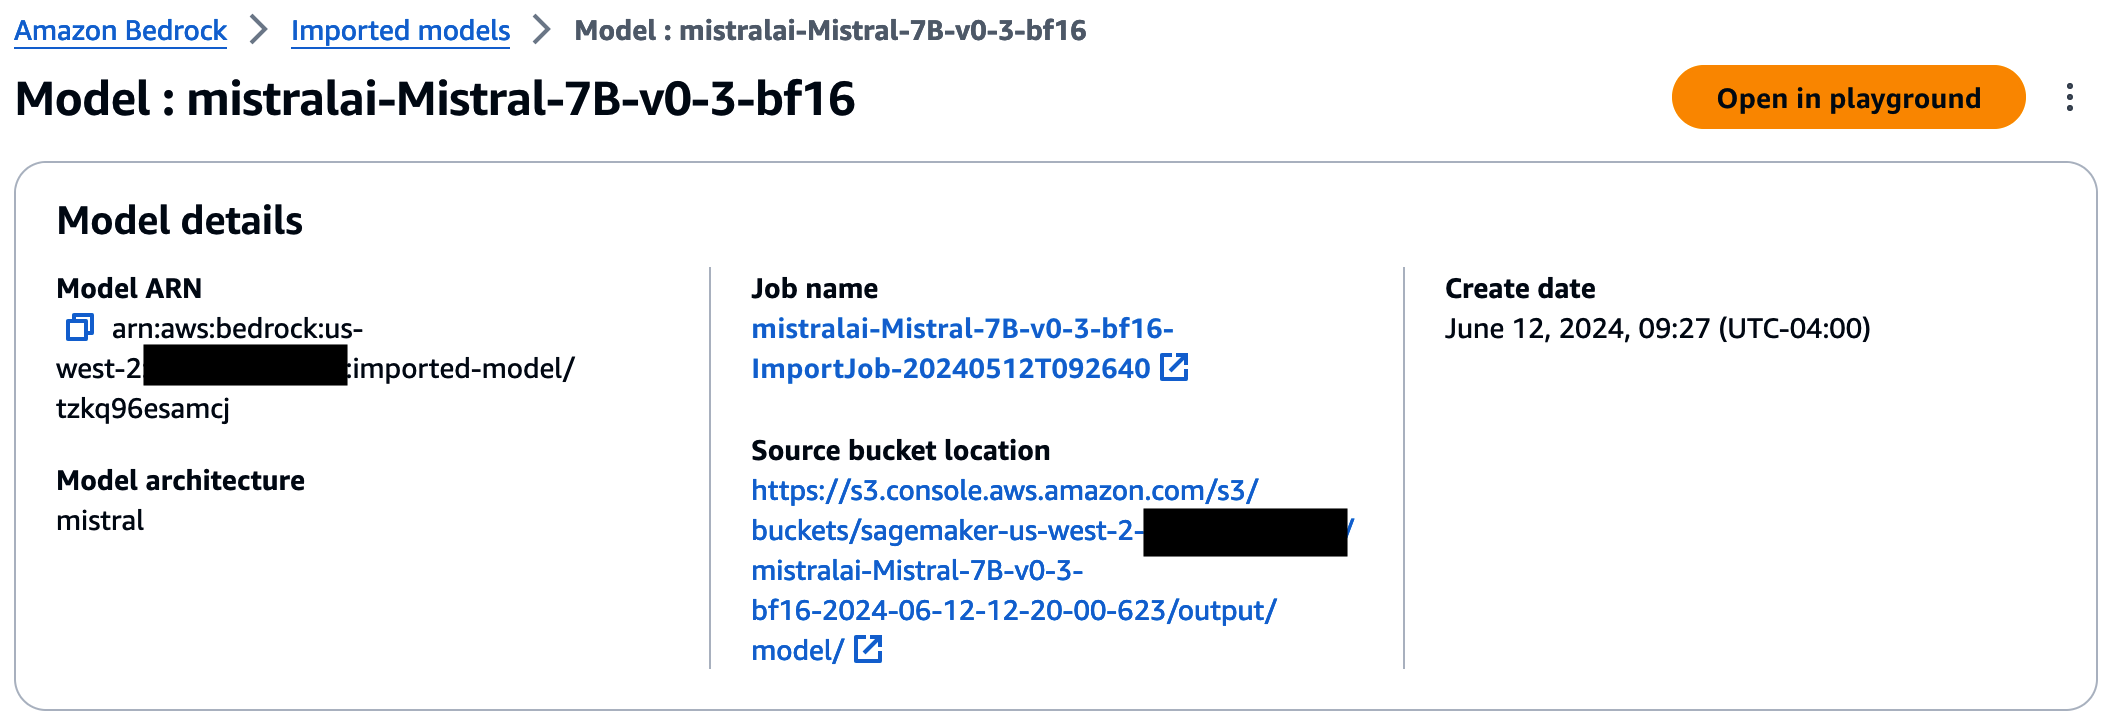 Amazon Bedrock > Imported models > Model : mistralai-Mistral-7B-v0-3-bf16
Model : mistralai-Mistral-7B-v0-3-bf16
Open in playground
Model details
Model ARN
arn:aws:bedrock:us-
west-2: :imported-model/
tzkq96esamcj
Model architecture
mistral
Job name
mistralai-Mistral-7B-v0-3-bf16-
ImportJob-20240512T092640
Source bucket location
https://s3.console.aws.amazon.com/s3/
buckets/sagemaker-us-west-2- /
mistralai-Mistral-7B-v0-3-
bf16-2024-06-12-12-20-00-623/output/
model/
Create date
June 12, 2024, 09:27 (UTC-04:00)